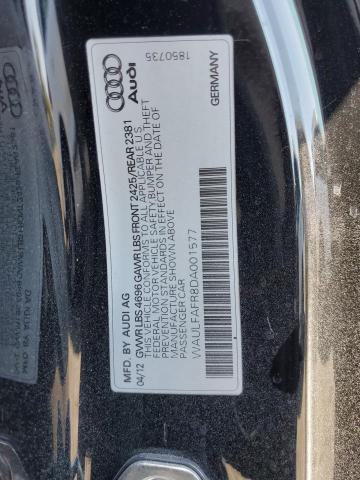 Audi
1850735
GERMANY
MFD. BY AUDI AG
04/12 GVWR LBS 4696 GAWR LBS FRONT 2425/REAR 2381
THIS VEHICLE CONFORMS TO ALL APPLICABLE U.S.
FEDERAL MOTOR VEHICLE SAFETY BUMPER AND THEFT
PREVENTION STANDARDS IN EFFECT ON THE DATE OF
MANUFACTURE SHOWN ABOVE
PASSENGER CAR
WAULFAFR8DA001577